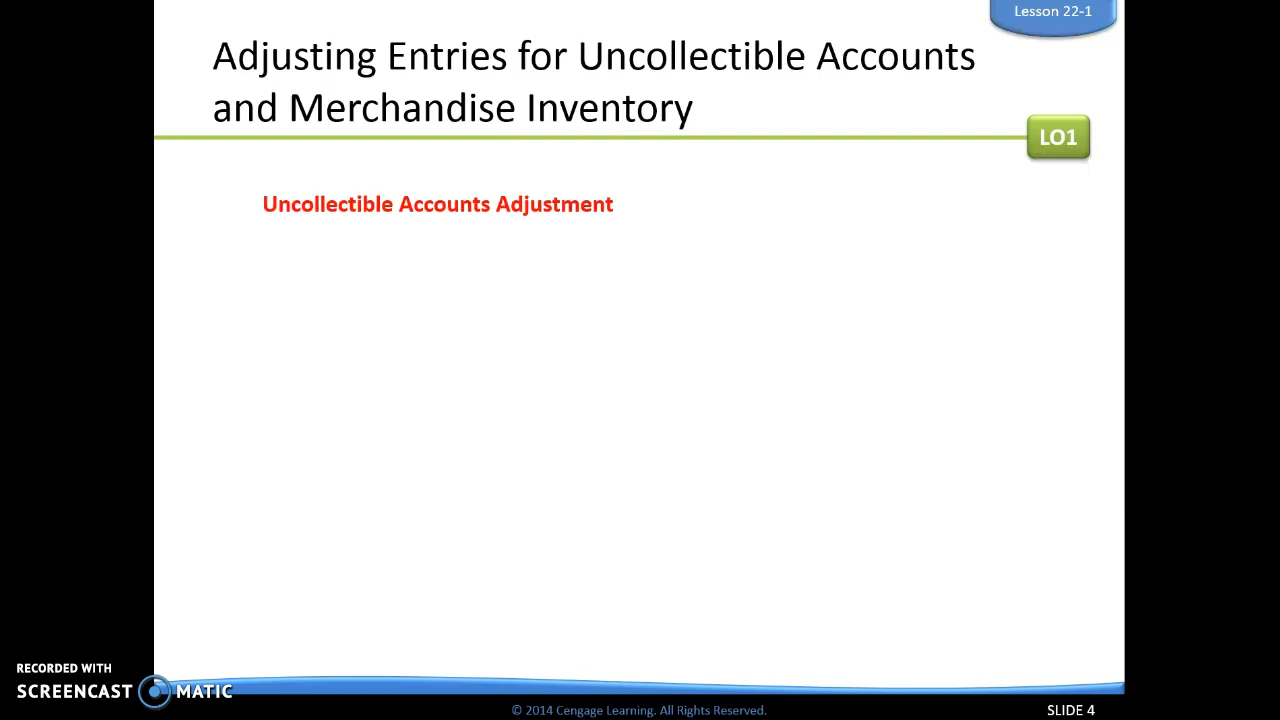 Lesson 22-1
Adjusting Entries for Uncollectible Accounts
and Merchandise Inventory
LO1
Uncollectible Accounts Adjustment
RECORDED WITH
SCREENCAST MATIC
© 2014 Cengage Learning. All Rights Reserved.
SLIDE 4